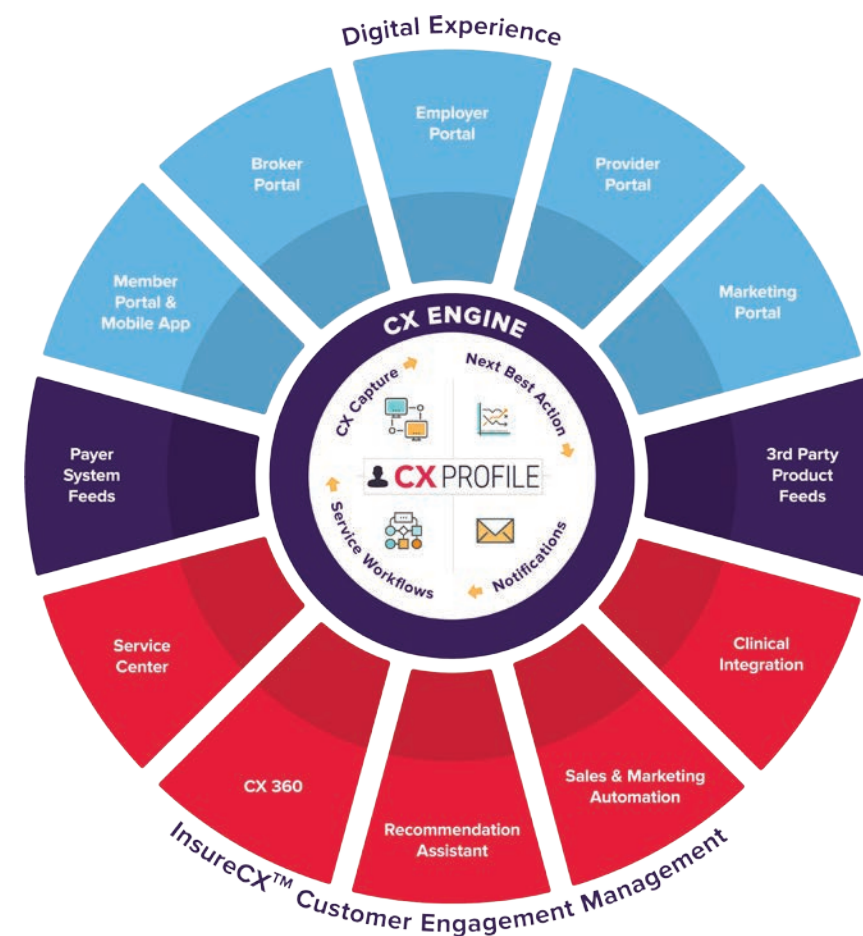 Digital Experience
Employer
Portal
Broker
Portal
Provider
Portal
Member
Portal &
Mobile App
Marketing
Portal
CX ENGINE
CX Capture
Next Best Action
Payer
System
Feeds
CX PROFILE
3rd Party
Product
Feeds
Service Workflows
Notifications
Service
Center
Clinical
Integration
CX 360
Sales & Marketing
Automation
Recommendation
Assistant
InsureCX™ Customer Engagement Management